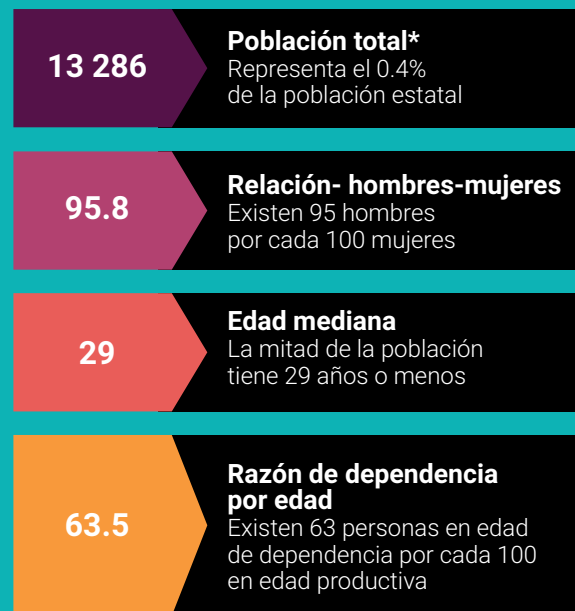 13 286
Población total*
Representa el 0.4%
de la población estatal
95.8
Relación- hombres-mujeres
Existen 95 hombres
por cada 100 mujeres
29
Edad mediana
La mitad de la población
tiene 29 años o menos
63.5
Razón de dependencia
por edad
Existen 63 personas en edad
de dependencia por cada 100
en edad productiva